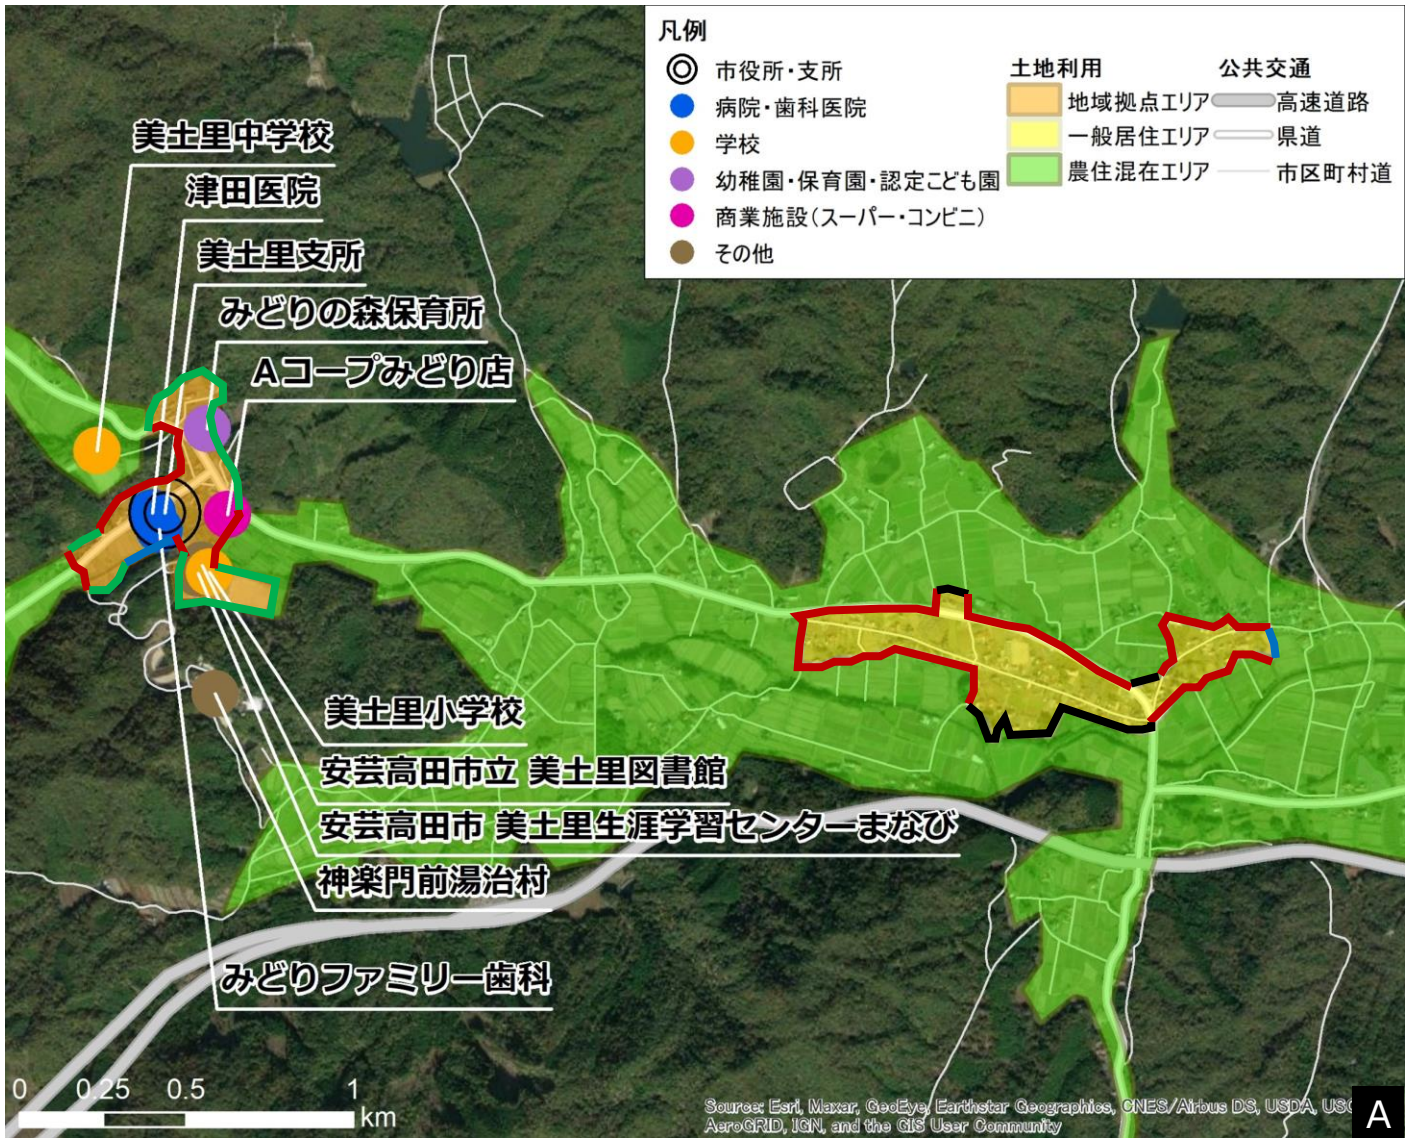 凡例
市役所・支所
病院・歯科医院
学校
幼稚園・保育園・認定こども園
商業施設(スーパー・コンビニ)
その他
土地利用
地域拠点エリア
一般居住エリア
農住混在エリア
公共交通
高速道路
県道
市区町村道
美土里中学校
津田医院
美土里支所
みどりの森保育所
Aコープみどり店
美土里小学校
安芸高田市立 美土里図書館
安芸高田市 美土里生涯学習センターまなび
神楽門前湯治村
みどりファミリー歯科
0 0.25 0.5 1
km
Source: Esri, Maxar, GeoEye, Earthstar Geographics, CNES/Airbus DS, USDA,
AeroGRID, IGN, and the GIS User Community
A